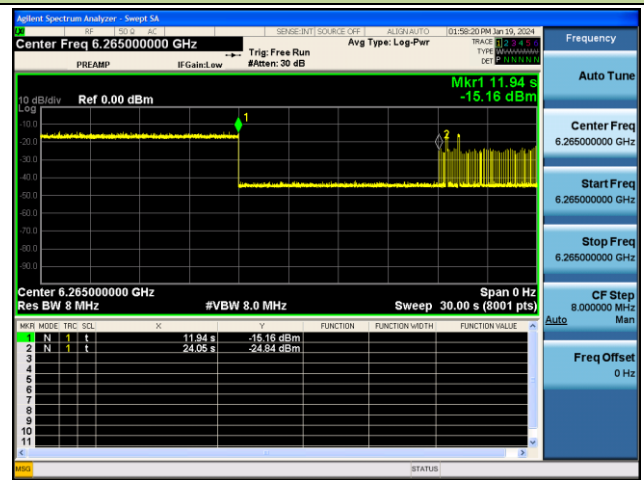 Agilent Spectrum Analyzer - Swept SA
RF 50 Ω AC SENSE:INT SOURCE OFF ALIGN AUTO 01:58:20 PM Jan 19, 2024
Center Freq 6.265000000 GHz
Avg Type: Log-Pwr
TRACE 1 2 3 4 5 6
TYPE
DET P N N N N N
PREAMP
IFGain:Low
Trig: Free Run
#Atten: 30 dB
Mkr1 11.94 s
-15.16 dBm
10 dB/div Ref 0.00 dBm
Log
-10.0
-20.0
-30.0
-40.0
-50.0
-60.0
-70.0
-80.0
-90.0
1
2
Center 6.265000000 GHz Span 0 Hz
Res BW 8 MHz #VBW 8.0 MHz Sweep 30.00 s (8001 pts)
MKR MODE TRC SCL X Y FUNCTION FUNCTION WIDTH FUNCTION VALUE
1 N 1 t 11.94 s -15.16 dBm
2 N 1 t 24.05 s -24.84 dBm
3
4
5
6
7
8
9
10
11
MSG STATUS
Frequency
Auto Tune
Center Freq
6.265000000 GHz
Start Freq
6.265000000 GHz
Stop Freq
6.265000000 GHz
CF Step
8.000000 MHz
Auto Man
Freq Offset
0 Hz